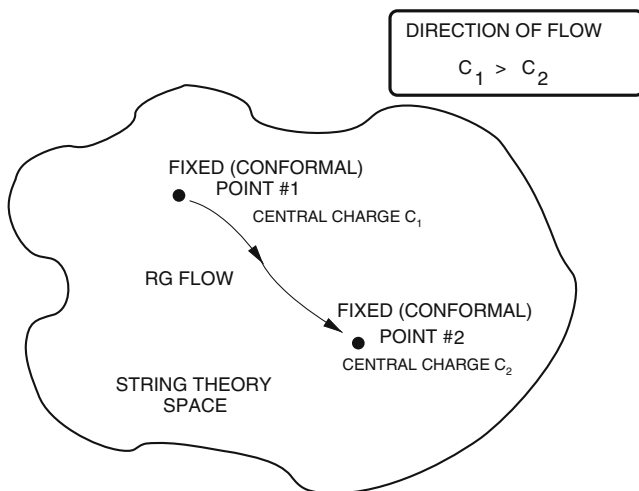 DIRECTION OF FLOW
C1 > C2
FIXED (CONFORMAL)
POINT #1
CENTRAL CHARGE C1
RG FLOW
FIXED (CONFORMAL)
POINT #2
CENTRAL CHARGE C2
STRING THEORY
SPACE